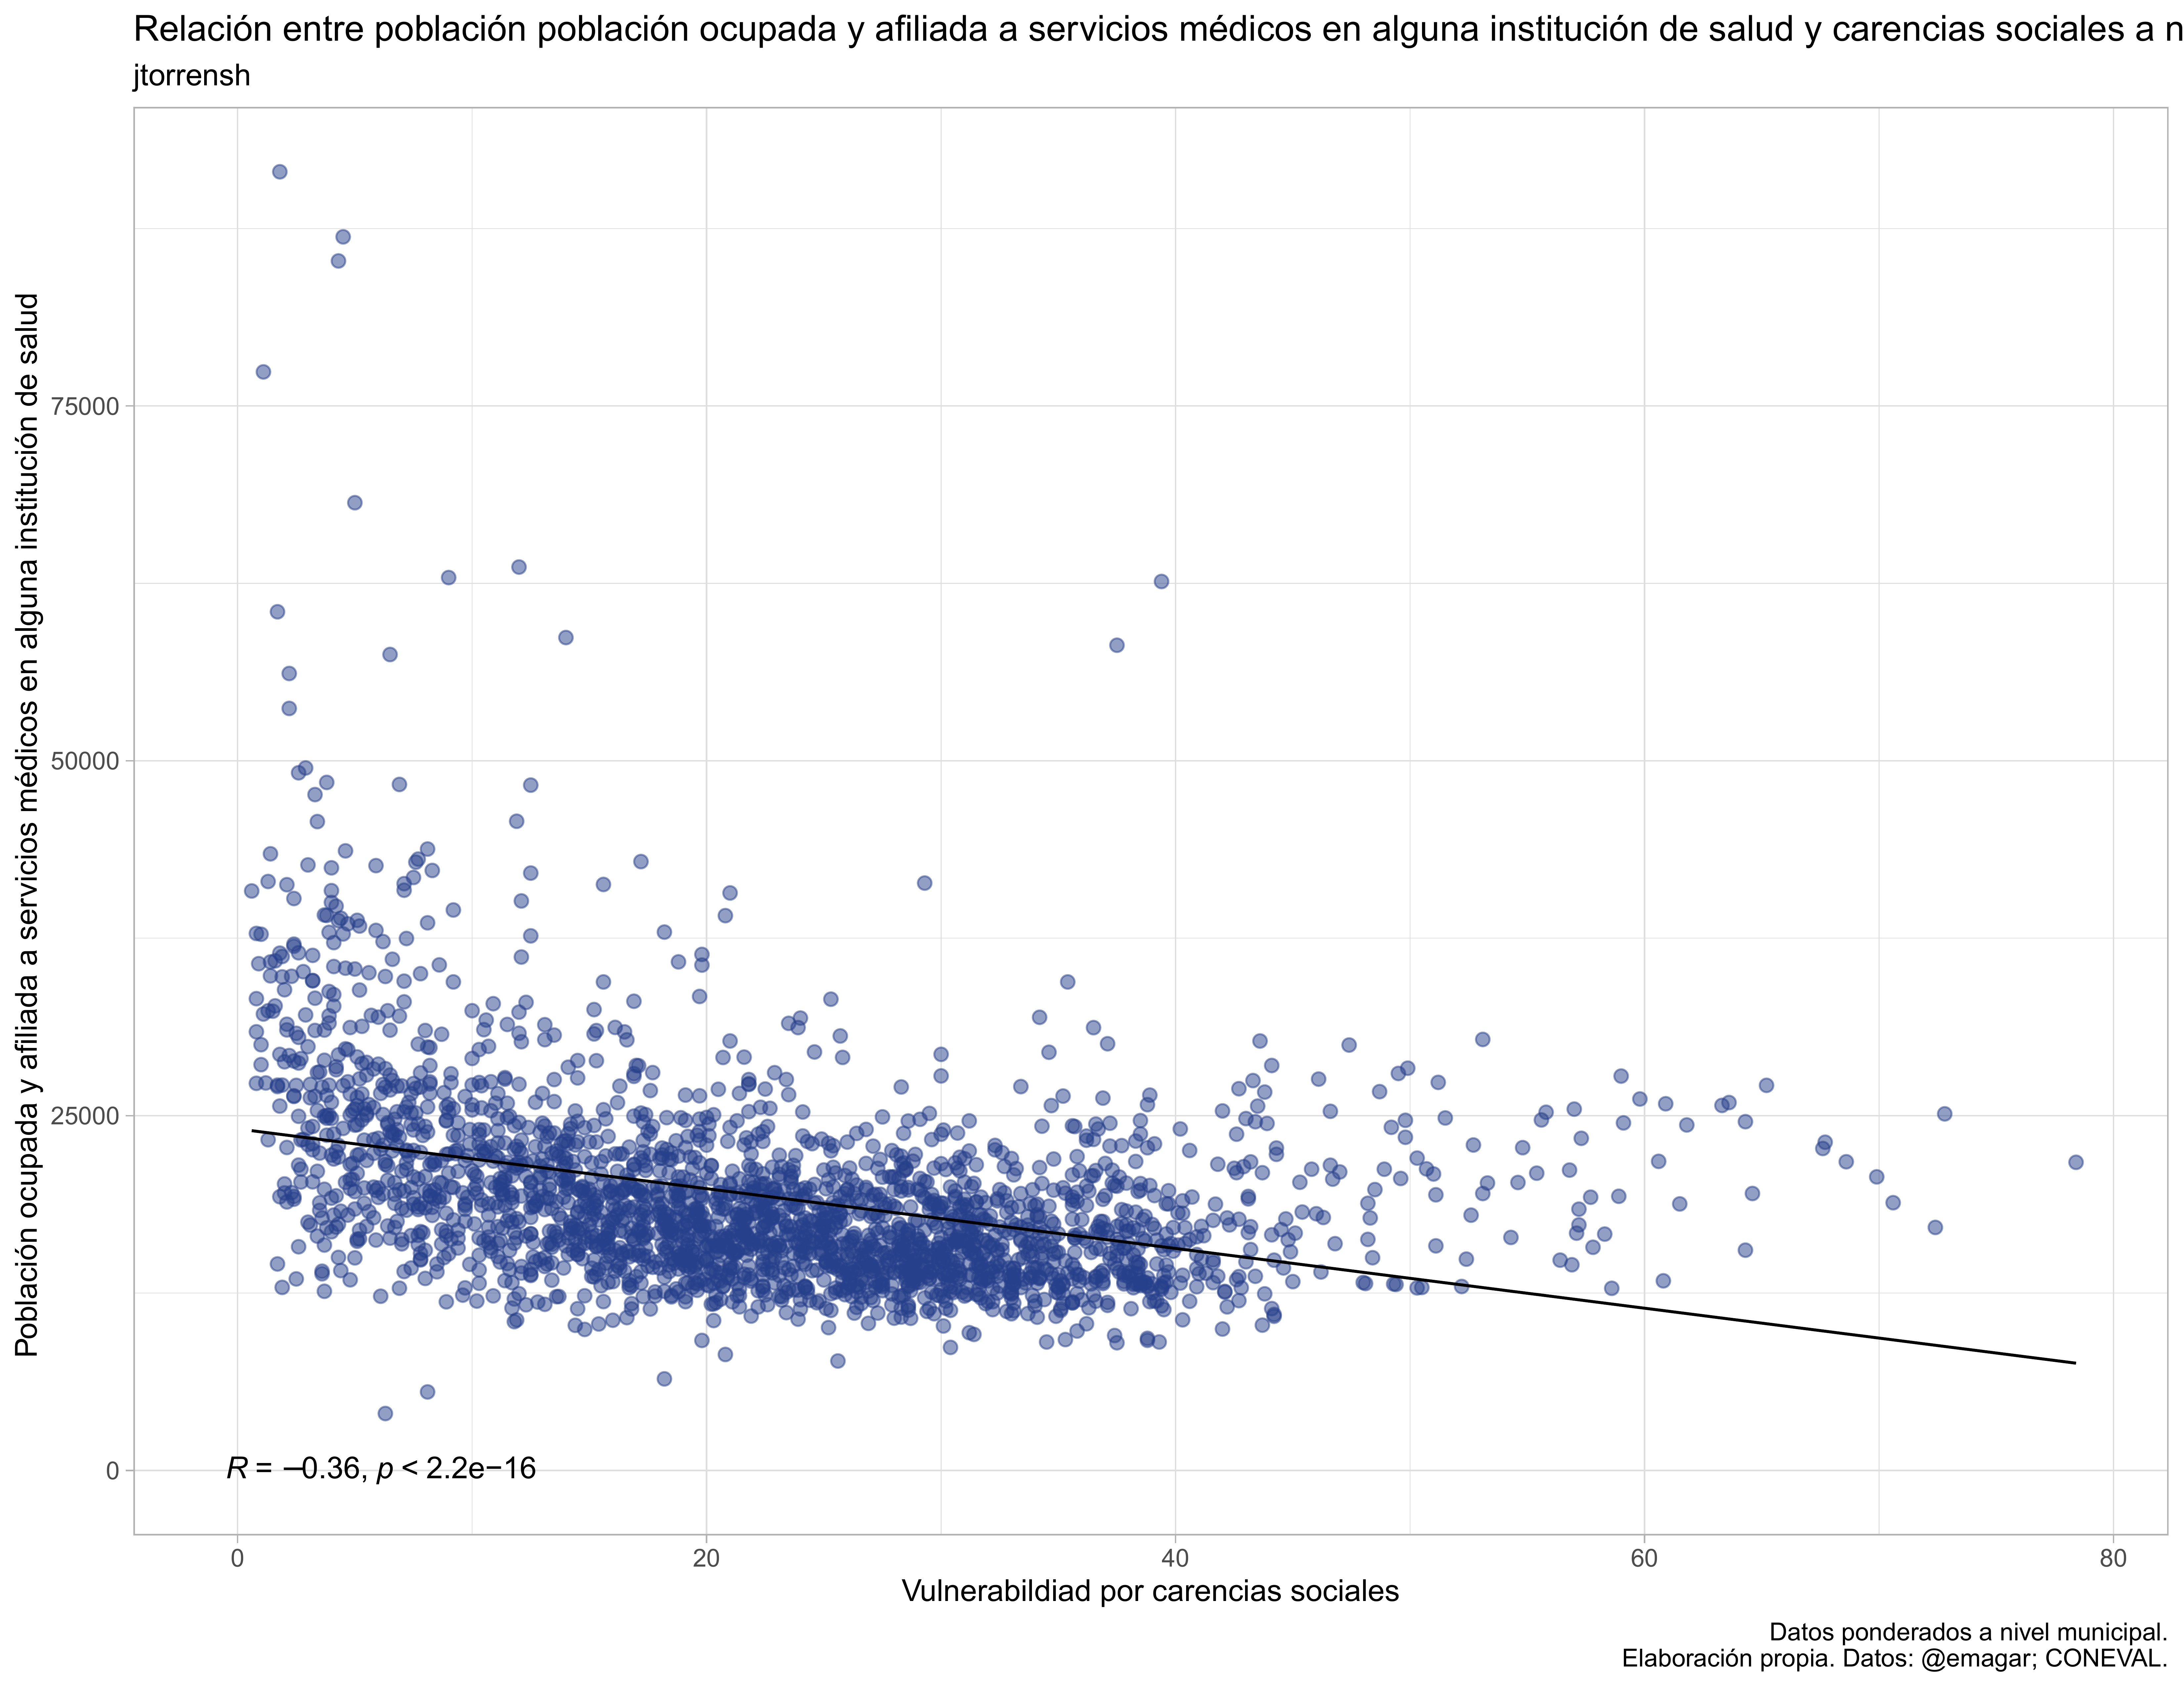 Relación entre población población ocupada y afiliada a servicios médicos en alguna institución de salud y carencias sociales a n
jtorrensh
Población ocupada y afiliada a servicios médicos en alguna institución de salud
75000
50000
25000
0
R = −0.36, p < 2.2e−16
0 20 40 60 80
Vulnerabildiad por carencias sociales
Datos ponderados a nivel municipal.
Elaboración propia. Datos: @emagar; CONEVAL.